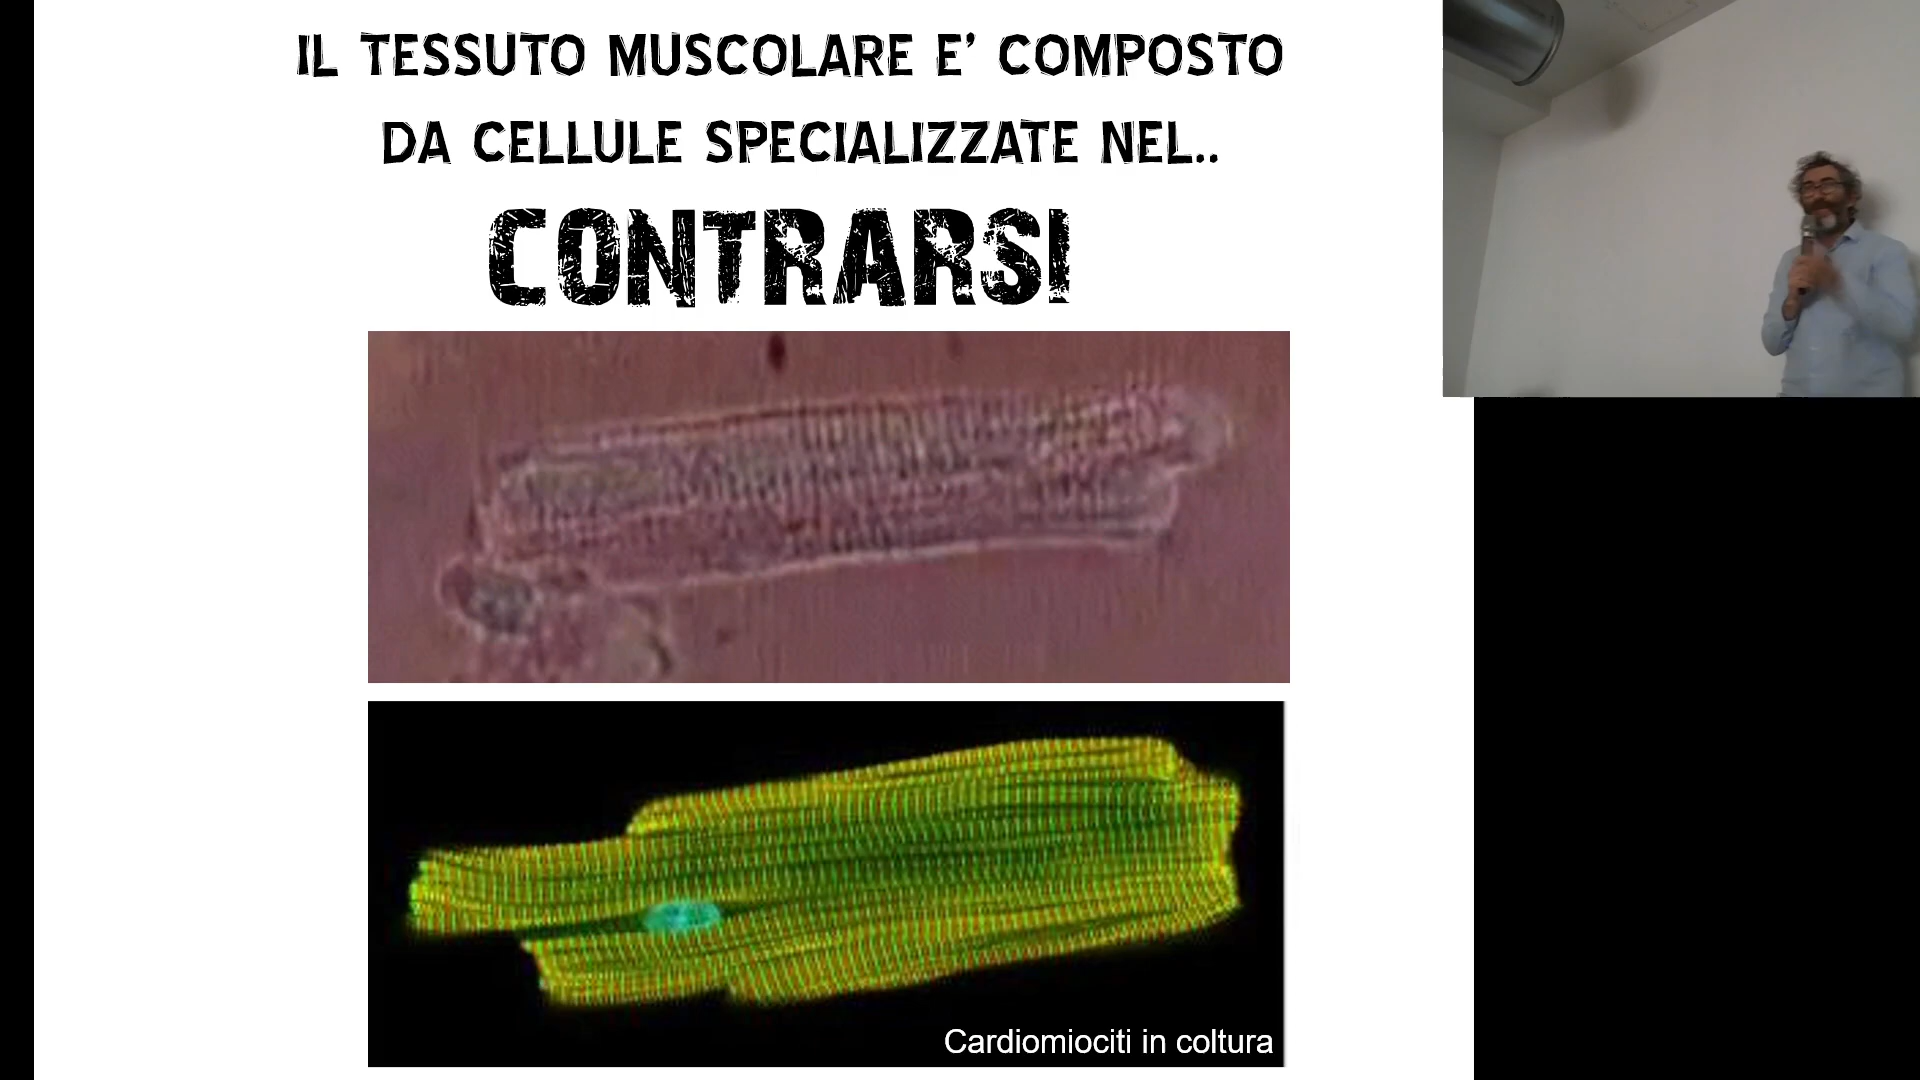 IL TESSUTO MUSCOLARE E' COMPOSTO
DA CELLULE SPECIALIZZATE NEL..
CONTRARSI
Cardiomiociti in coltura